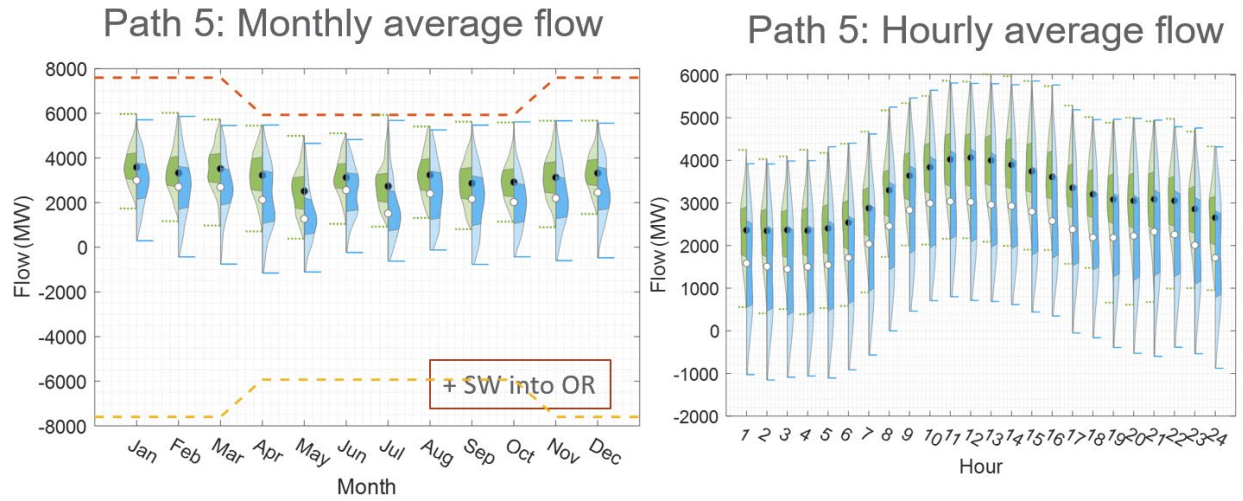 Path 5: Monthly average flow
Path 5: Hourly average flow
Flow (MW)
8000
6000
4000
2000
0
-2000
-4000
-6000
-8000
+ SW into OR
Jan Feb Mar Apr May Jun Jul Aug Sep Oct Nov Dec
Month
Flow (MW)
6000
5000
4000
3000
2000
1000
0
-1000
-2000
1 2 3 4 5 6 7 8 9 10 11 12 13 14 15 16 17 18 19 20 21 22 23 24
Hour